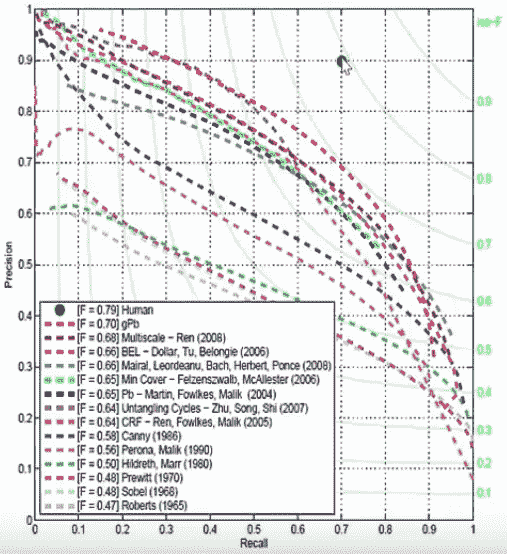 1
0.9
0.8
0.7
0.6
0.5
0.4
0.3
0.2
0.1
0
Precision
0.9
0.8
0.7
0.6
0.5
0.4
0.3
0.2
0.1
[F = 0.79] Human
[F = 0.70] gPb
[F = 0.68] Multiscale - Ren (2008)
[F = 0.66] BEL - Dollar, Tu, Belongie (2006)
[F = 0.66] Mairal, Leordeanu, Bach, Herbert, Ponce (2008)
[F = 0.65] Min Cover - Felzenszwalb, McAllester (2006)
[F = 0.65] Pb - Martin, Fowlkes, Malik (2004)
[F = 0.64] Untangling Cycles - Zhu, Song, Shi (2007)
[F = 0.64] CRF - Ren, Fowlkes, Malik (2005)
[F = 0.58] Canny (1986)
[F = 0.56] Perona, Malik (1990)
[F = 0.50] Hildreth, Marr (1980)
[F = 0.48] Prewitt (1970)
[F = 0.48] Sobel (1968)
[F = 0.47] Roberts (1965)
0 0.1 0.2 0.3 0.4 0.5 0.6 0.7 0.8 0.9 1
Recall